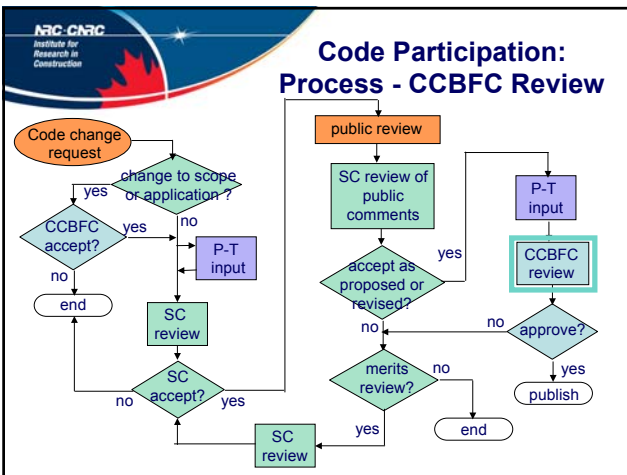 NRC·CNRC
Institute for
Research in
Construction
Code Participation:
Process - CCBFC Review
Code change
request
change to scope
or application ?
yes
no
CCBFC
accept?
yes
no
end
P-T
input
SC
review
SC
accept?
no
yes
public review
SC review of
public
comments
accept as
proposed or
revised?
yes
no
P-T
input
CCBFC
review
approve?
no
yes
publish
merits
review?
no
yes
end
SC
review